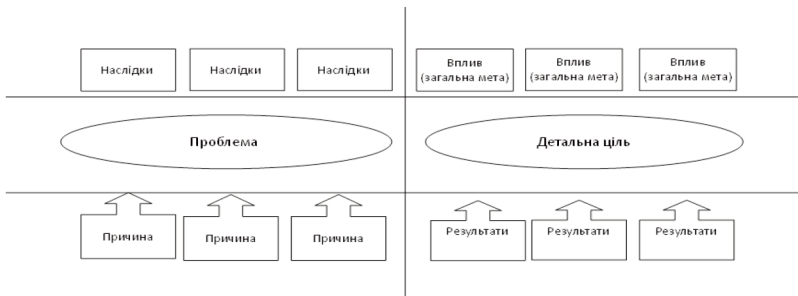 Наслідки
Наслідки
Наслідки
Вплив
(загальна мета)
Вплив
(загальна мета)
Вплив
(загальна мета)
Проблема
Детальна ціль
Причина
Причина
Причина
Результати
Результати
Результати